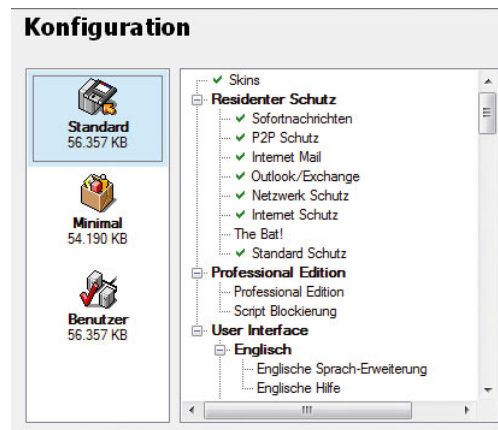 Konfiguration
Standard
56.357 KB
Minimal
54.190 KB
Benutzer
56.357 KB
Skins
Residenter Schutz
Sofortnachrichten
P2P Schutz
Internet Mail
Outlook/Exchange
Netzwerk Schutz
Internet Schutz
The Bat!
Standard Schutz
Professional Edition
Professional Edition
Script Blockierung
User Interface
Englisch
Englische Sprach-Erweiterung
Englische Hilfe